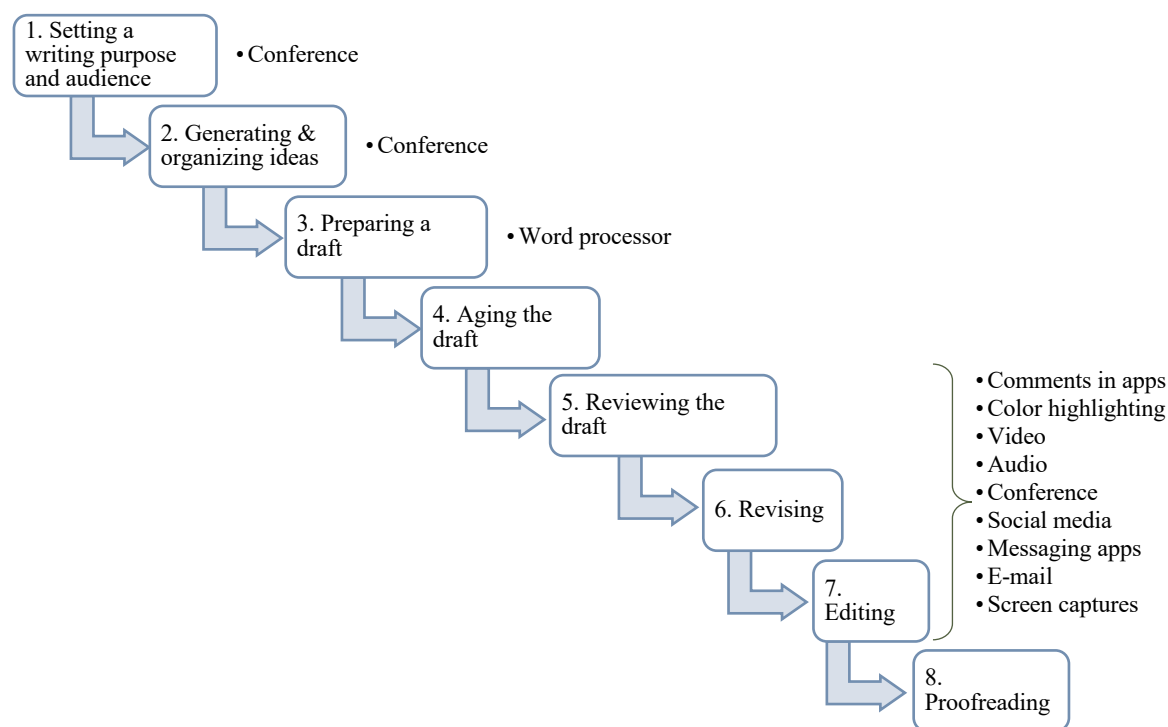 1. Setting a
writing purpose
and audience
• Conference
2. Generating &
organizing ideas
• Conference
3. Preparing a
draft
• Word processor
4. Aging the
draft
5. Reviewing the
draft
6. Revising
7.
Editing
• Comments in apps
• Color highlighting
• Video
• Audio
• Conference
• Social media
• Messaging apps
• E-mail
• Screen captures
8.
Proofreading